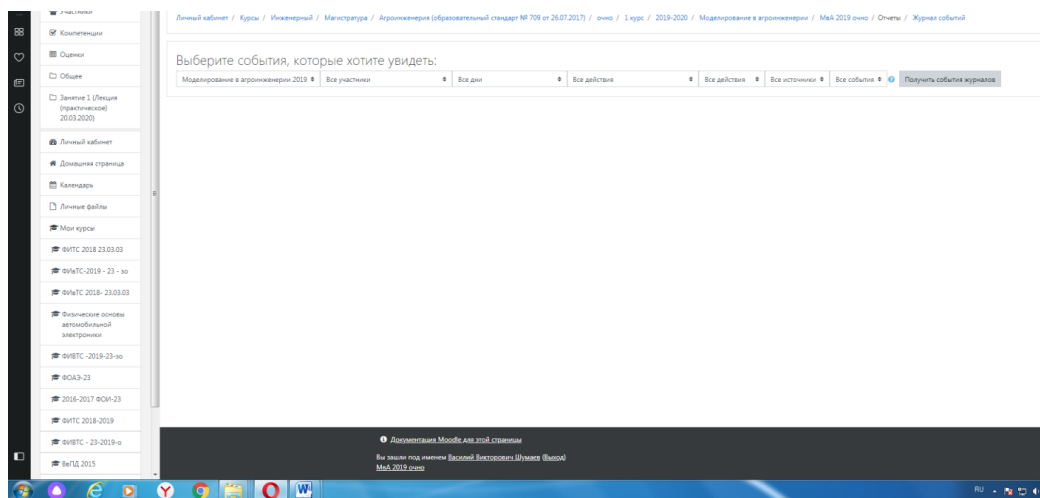 Участники
Личный кабинет / Курсы / Инженерный / Магистратура / Агроинженерия (образовательный стандарт № 709 от 26.07.2017) / очно / 1 курс / 2019-2020 / Моделирование в агроинженерии / МвА 2019 очно / Отчеты / Журнал событий
Компетенции
Оценки
Выберите события, которые хотите увидеть:
Общее
Моделирование в агроинженерии 2019 Все участники Все дни Все действия Все действия Все источники Все события Получить события журналов
Занятие 1 (Лекция
(практическое)
20.03.2020)
Личный кабинет
Домашняя страница
Календарь
Личные файлы
Мои курсы
ФИТС 2018 23.03.03
ФИвТС-2019 - 23 - зо
ФИвТС 2018- 23.03.03
Физические основы
автомобильной
электроники
ФИВТС -2019-23-зо
ФОАЭ-23
2016-2017 ФОИ-23
ФИТС 2018-2019
ФИВТС - 23-2019-о
ВвПД 2015
Документация Moodle для этой страницы
Вы зашли под именем Василий Викторович Шумаев (Выход)
МвА 2019 очно
RU